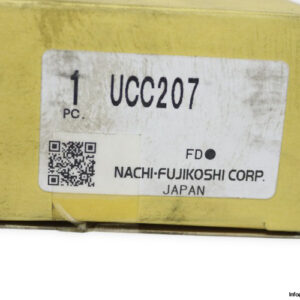 1 UCC207
PC.
FD●
NACHI-FUJIKOSHI CORP.
JAPAN